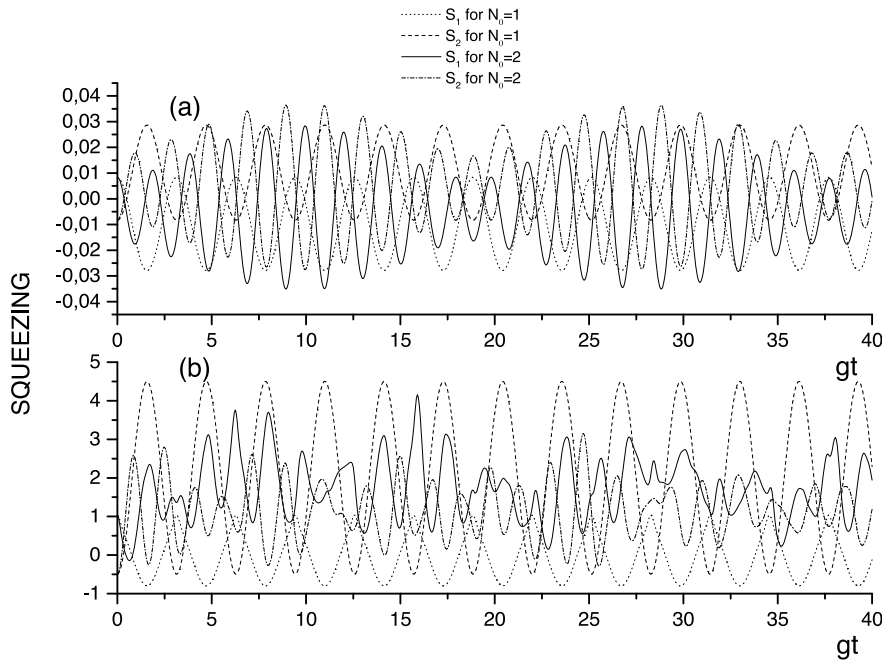 S₁ for N₀=1
S₂ for N₀=1
S₁ for N₀=2
S₂ for N₀=2
(a)
0,04
0,03
0,02
0,01
0,00
-0,01
-0,02
-0,03
-0,04
0 5 10 15 20 25 30 35 40
gt
SQUEEZING
(b)
5
4
3
2
1
0
-1
0 5 10 15 20 25 30 35 40
gt